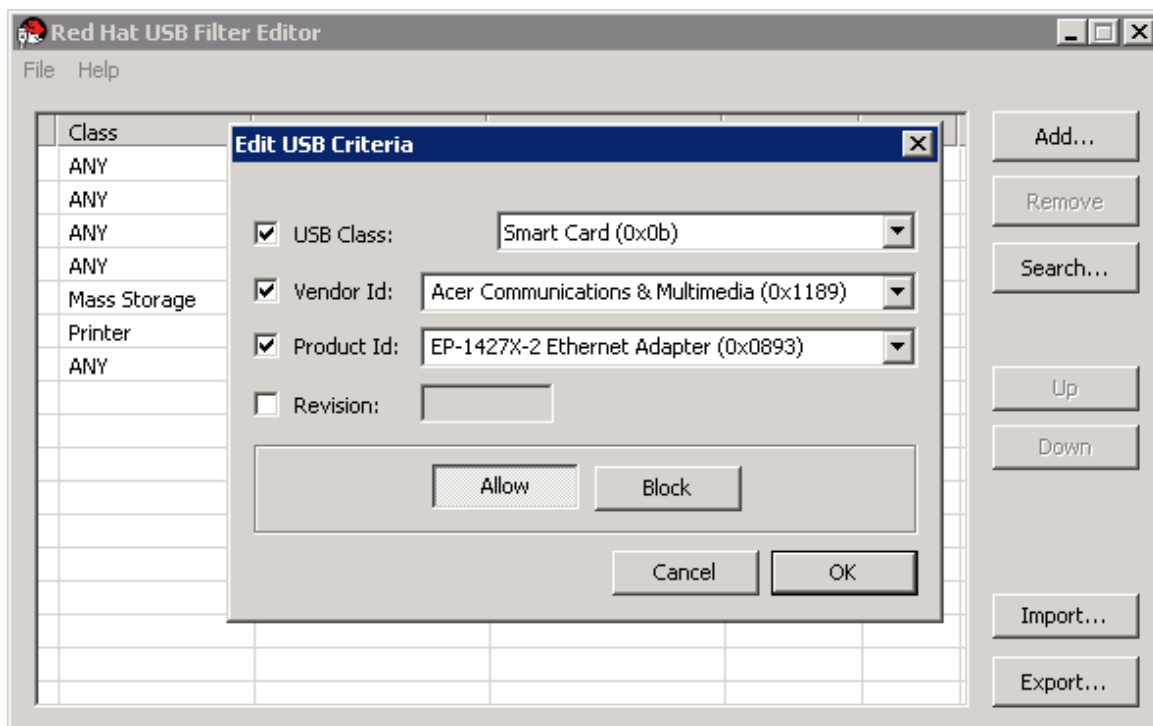 Red Hat USB Filter Editor
File Help
Class
ANY
ANY
ANY
ANY
Mass Storage
Printer
ANY
Edit USB Criteria
USB Class: Smart Card (0x0b)
Vendor Id: Acer Communications & Multimedia (0x1189)
Product Id: EP-1427X-2 Ethernet Adapter (0x0893)
Revision:
Allow Block
Cancel OK
Add...
Remove
Search...
Up
Down
Import...
Export...